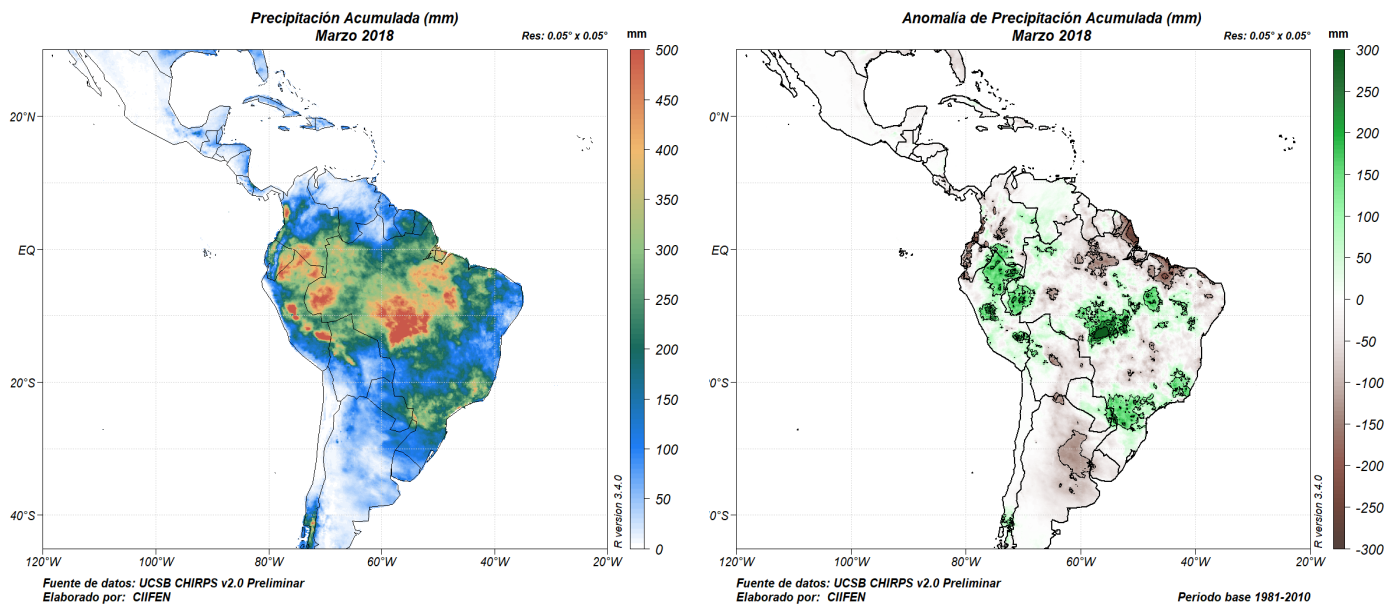 Precipitación Acumulada (mm)
Marzo 2018
Res: 0.05° x 0.05°
mm
500
450
400
350
300
250
200
150
100
50
0
20°N
EQ
20°S
40°S
120°W
100°W
80°W
60°W
40°W
20°W
R version 3.4.0
Fuente de datos: UCSB CHIRPS v2.0 Preliminar
Elaborado por: CIIFEN
Anomalía de Precipitación Acumulada (mm)
Marzo 2018
Res: 0.05° x 0.05°
mm
300
250
200
150
100
50
0
-50
-100
-150
-200
-250
-300
0°N
EQ
0°S
0°S
120°W
100°W
80°W
60°W
40°W
20°W
R version 3.4.0
Fuente de datos: UCSB CHIRPS v2.0 Preliminar
Elaborado por: CIIFEN
Periodo base 1981-2010